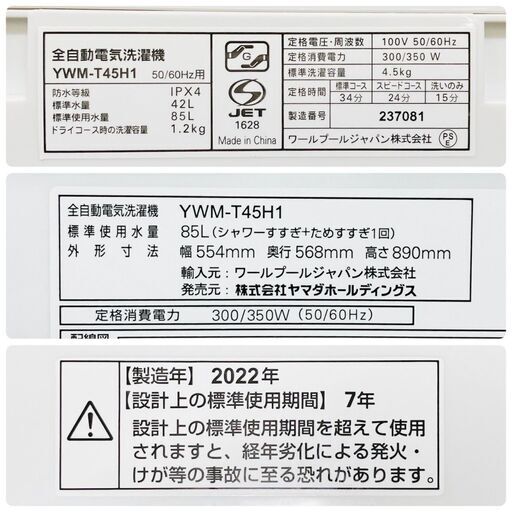 全自動電気洗濯機
YWM-T45H1 50/60Hz用
防水等級 IPX4
標準水量 42L
標準使用水量 85L
ドライコース時の洗濯容量 1.2kg
G
S
JET
1628
Made in China
定格電圧・周波数 100V 50/60Hz
定格消費電力 300/350 W
標準洗濯容量 4.5kg
定格時間 標準コース スピードコース 洗いのみ
34分 24分 15分
製造番号 237081
ワールプールジャパン株式会社 PSE
全自動電気洗濯機 YWM-T45H1
標準使用水量 85L(シャワーすすぎ+ためすすぎ1回)
外形寸法 幅554mm 奥行568mm 高さ890mm
輸入元:ワールプールジャパン株式会社
発売元:株式会社ヤマダホールディングス
定格消費電力 300/350W (50/60Hz)
配線図
【製造年】2022年
【設計上の標準使用期間】7年
設計上の標準使用期間を超えて使用
されますと、経年劣化による発火・
けが等の事故に至る恐れがあります。